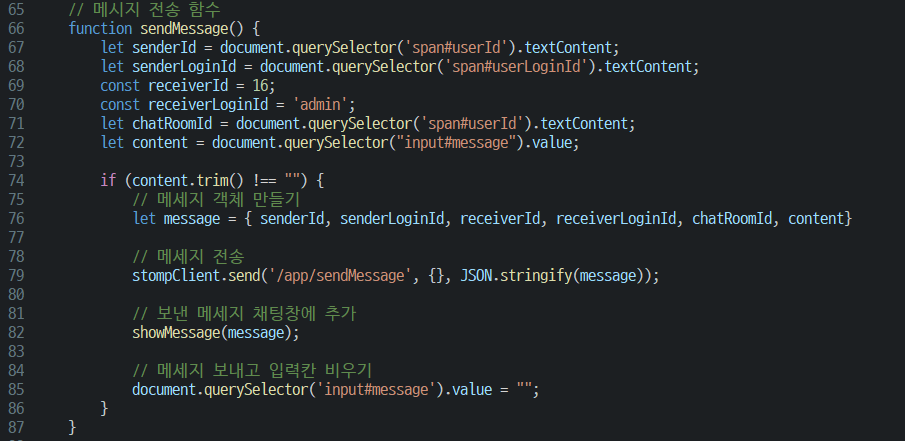 65 // 메시지 전송 함수
66 function sendMessage() {
67 let senderId = document.querySelector('span#userId').textContent;
68 let senderLoginId = document.querySelector('span#userLoginId').textContent;
69 const receiverId = 16;
70 const receiverLoginId = 'admin';
71 let chatRoomId = document.querySelector('span#userId').textContent;
72 let content = document.querySelector("input#message").value;
73
74 if (content.trim() !== "") {
75 // 메세지 객체 만들기
76 let message = { senderId, senderLoginId, receiverId, receiverLoginId, chatRoomId, content}
77
78 // 메세지 전송
79 stompClient.send('/app/sendMessage', {}, JSON.stringify(message));
80
81 // 보낸 메세지 채팅창에 추가
82 showMessage(message);
83
84 // 메세지 보내고 입력칸 비우기
85 document.querySelector('input#message').value = "";
86 }
87 }